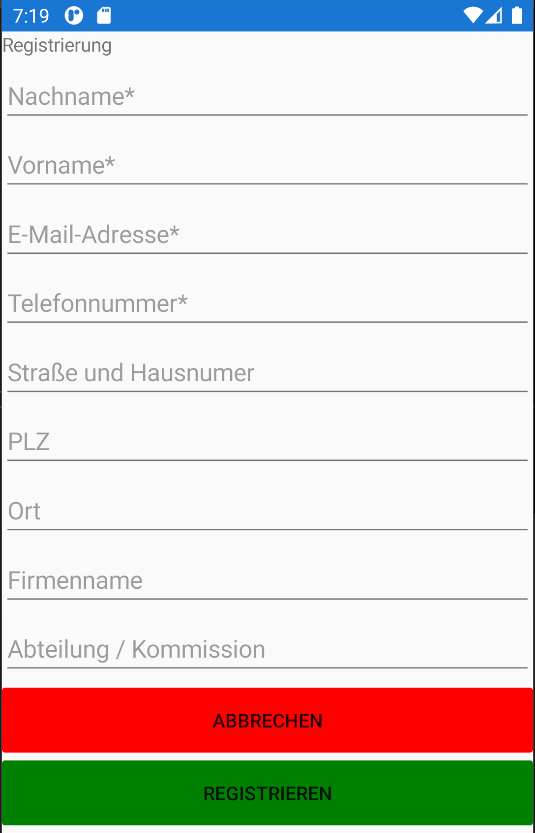 7:19
Registrierung
Nachname*
Vorname*
E-Mail-Adresse*
Telefonnummer*
Straße und Hausnumer
PLZ
Ort
Firmenname
Abteilung / Kommission
ABBRECHEN
REGISTRIEREN